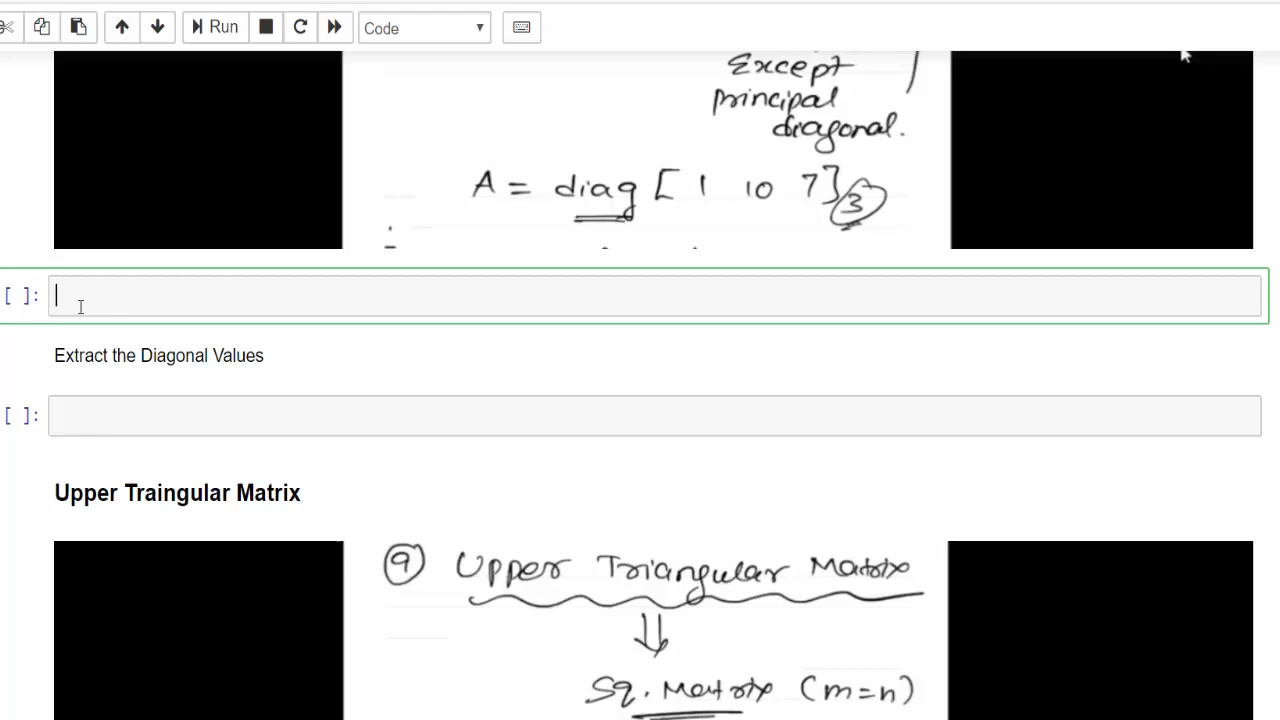 Run Code
Except
principal
diagonal.
A = diag [ 1 10 7] 3
[ ]:
Extract the Diagonal Values
[ ]:
Upper Traingular Matrix
9 Upper Triangular Matrix
Sq. Matrix (m=n)